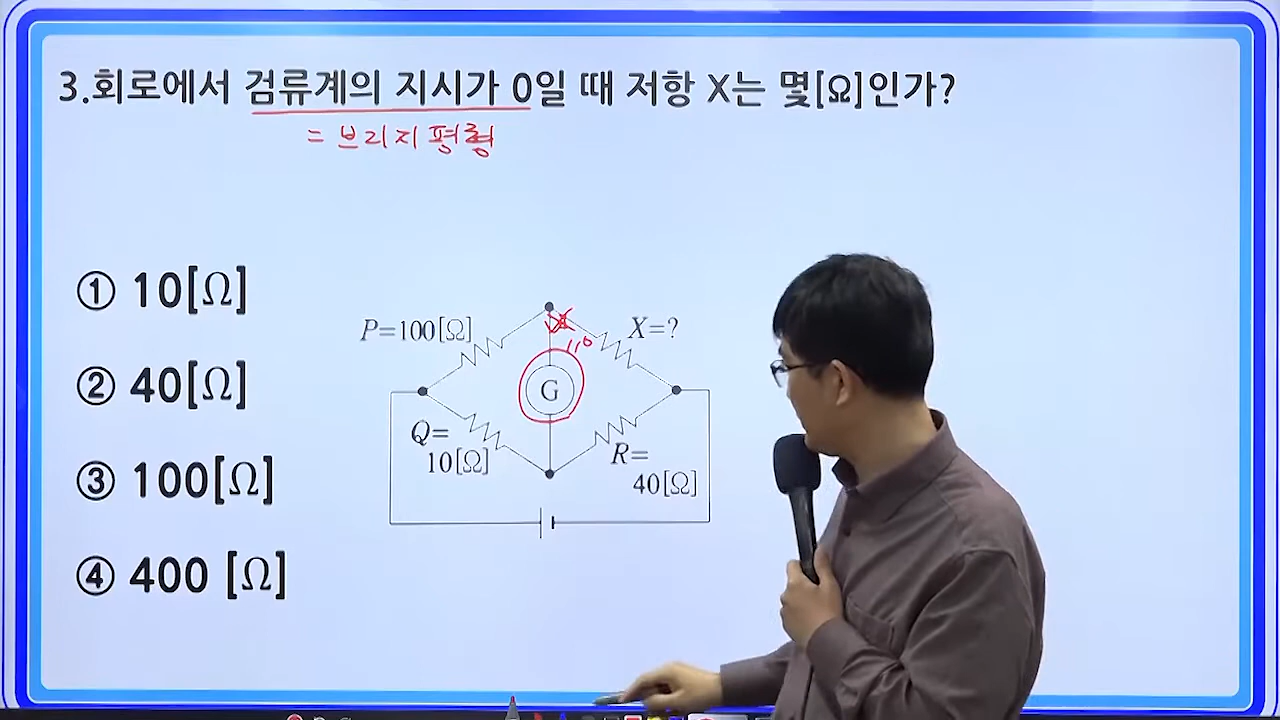 3.회로에서 검류계의 지시가 0일 때 저항 X는 몇[Ω]인가?
= 브리지 평형
① 10[Ω]
② 40[Ω]
③ 100[Ω]
④ 400 [Ω]
P=100[Ω]
X=?
0
G
Q=
10[Ω]
R=
40[Ω]